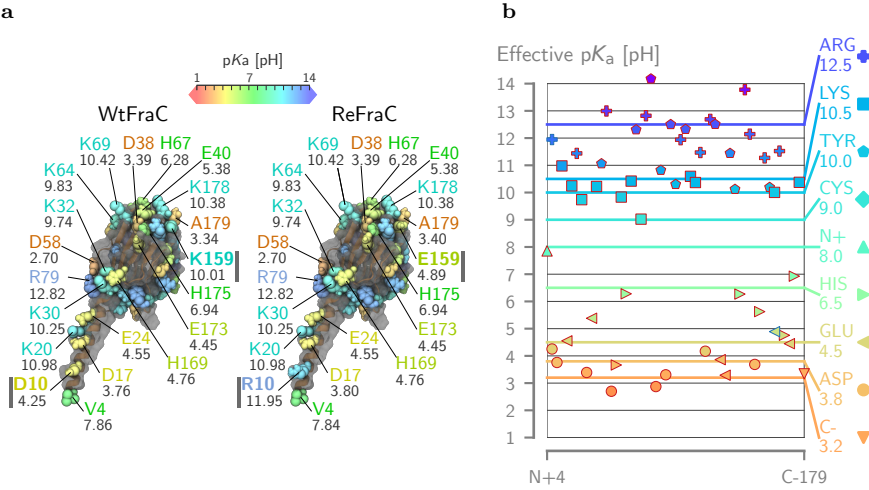 a
pKa [pH]
1
7
14
WtFraC
K69
10.42
D38
3.39
H67
6.28
E40
5.38
K64
9.83
K178
10.38
K32
9.74
A179
3.34
D58
2.70
K159
10.01
R79
12.82
H175
6.94
K30
10.25
E173
4.45
K20
10.98
E24
4.55
H169
4.76
D10
4.25
D17
3.76
V4
7.86
ReFraC
K69
10.42
D38
3.39
H67
6.28
E40
5.38
K64
9.83
K178
10.38
K32
9.74
A179
3.40
D58
2.70
E159
4.89
R79
12.82
H175
6.94
K30
10.25
E173
4.45
K20
10.98
E24
4.55
H169
4.76
R10
11.95
D17
3.80
V4
7.84
b
Effective pKa [pH]
14
13
12
11
10
9
8
7
6
5
4
3
2
1
N+4
C-179
ARG
12.5
LYS
10.5
TYR
10.0
CYS
9.0
N+
8.0
HIS
6.5
GLU
4.5
ASP
3.8
C-
3.2